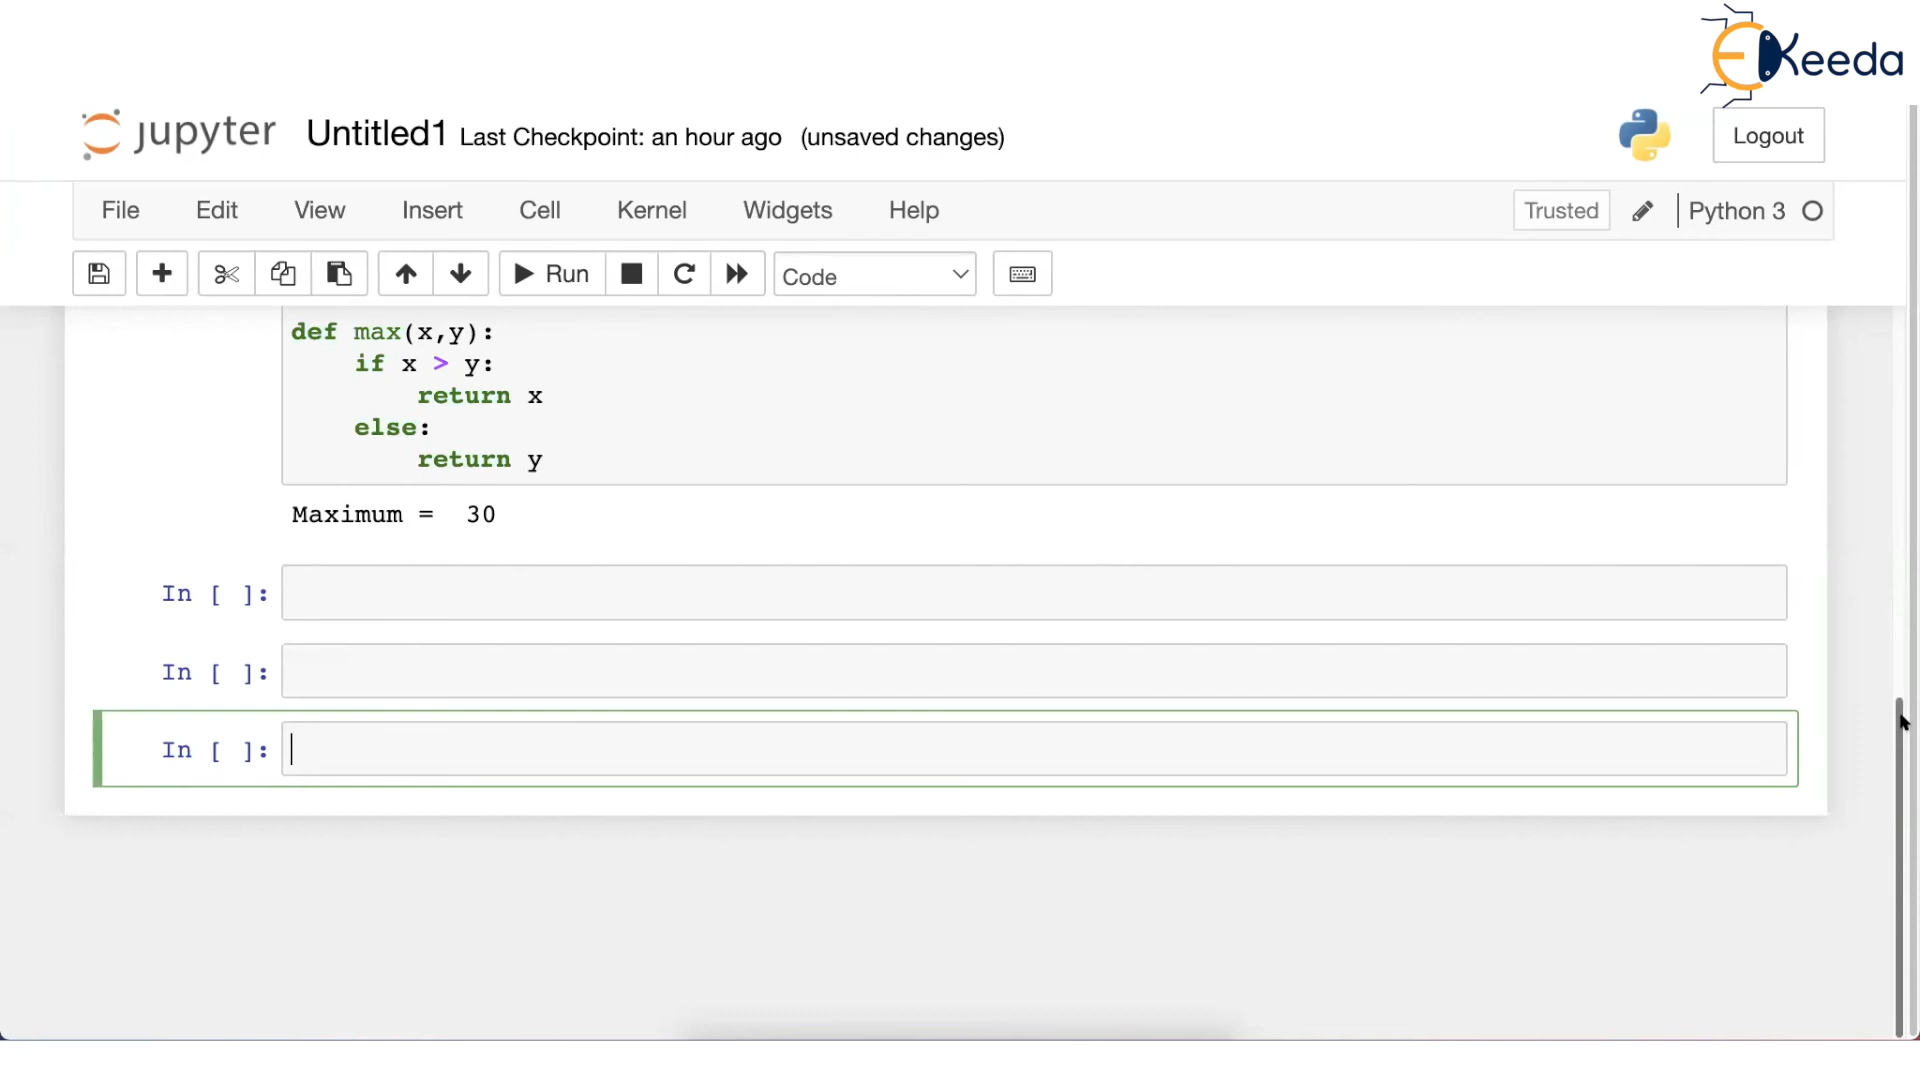 EKeeda
jupyter Untitled1 Last Checkpoint: an hour ago (unsaved changes)
Logout
File Edit View Insert Cell Kernel Widgets Help Trusted Python 3
Run Code
def max(x,y):
    if x > y:
        return x
    else:
        return y
Maximum =  30
In [ ]:
In [ ]:
In [ ]: